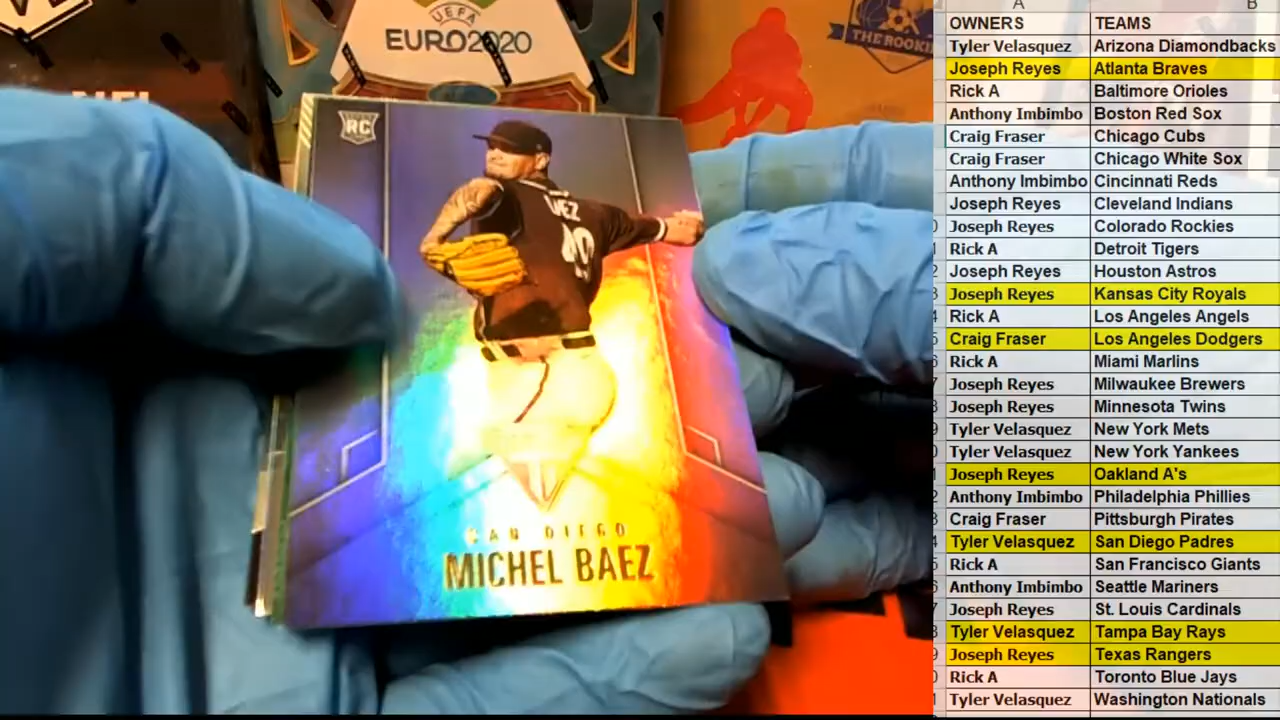 UEFA
EURO2020
THE ROOKI
RC
UEZ
SAN DIEGO
MICHEL BAEZ
A B
OWNERS TEAMS
Tyler Velasquez Arizona Diamondbacks
Joseph Reyes Atlanta Braves
Rick A Baltimore Orioles
Anthony Imbimbo Boston Red Sox
Craig Fraser Chicago Cubs
Craig Fraser Chicago White Sox
Anthony Imbimbo Cincinnati Reds
Joseph Reyes Cleveland Indians
Joseph Reyes Colorado Rockies
Rick A Detroit Tigers
Joseph Reyes Houston Astros
Joseph Reyes Kansas City Royals
Rick A Los Angeles Angels
Craig Fraser Los Angeles Dodgers
Rick A Miami Marlins
Joseph Reyes Milwaukee Brewers
Joseph Reyes Minnesota Twins
Tyler Velasquez New York Mets
Tyler Velasquez New York Yankees
Joseph Reyes Oakland A's
Anthony Imbimbo Philadelphia Phillies
Craig Fraser Pittsburgh Pirates
Tyler Velasquez San Diego Padres
Rick A San Francisco Giants
Anthony Imbimbo Seattle Mariners
Joseph Reyes St. Louis Cardinals
Tyler Velasquez Tampa Bay Rays
Joseph Reyes Texas Rangers
Rick A Toronto Blue Jays
Tyler Velasquez Washington Nationals